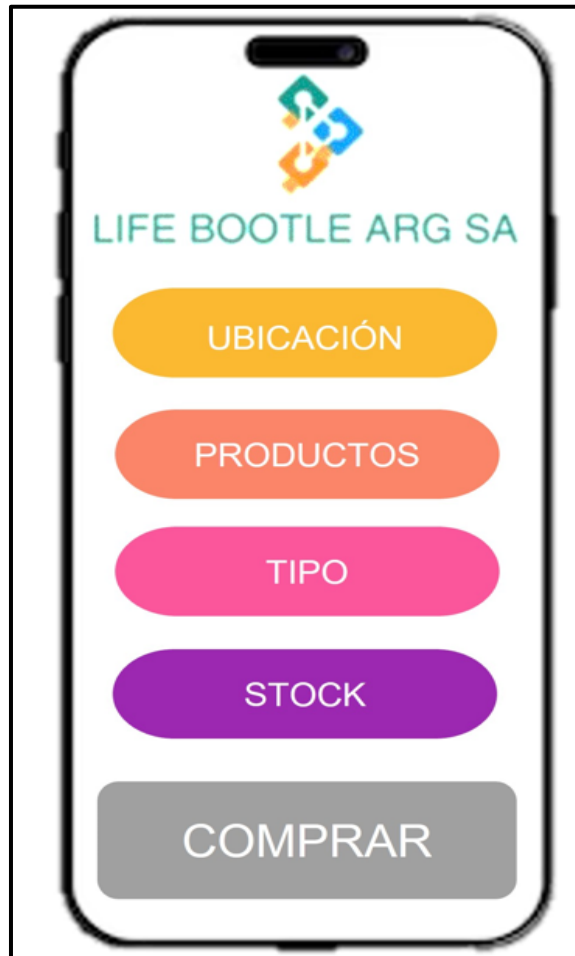 LIFE BOOTLE ARG SA
UBICACIÓN
PRODUCTOS
TIPO
STOCK
COMPRAR